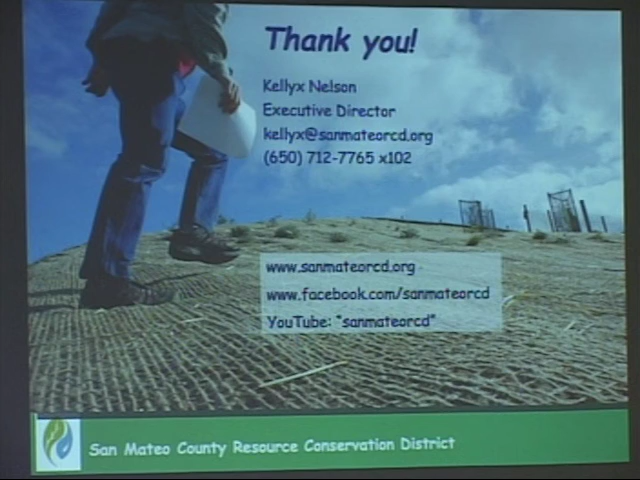 Thank you!
Kellyx Nelson
Executive Director
kellyx@sanmateorcd.org
(650) 712-7765 x102
www.sanmateorcd.org
www.facebook.com/sanmateorcd
YouTube: "sanmateorcd"
San Mateo County Resource Conservation District